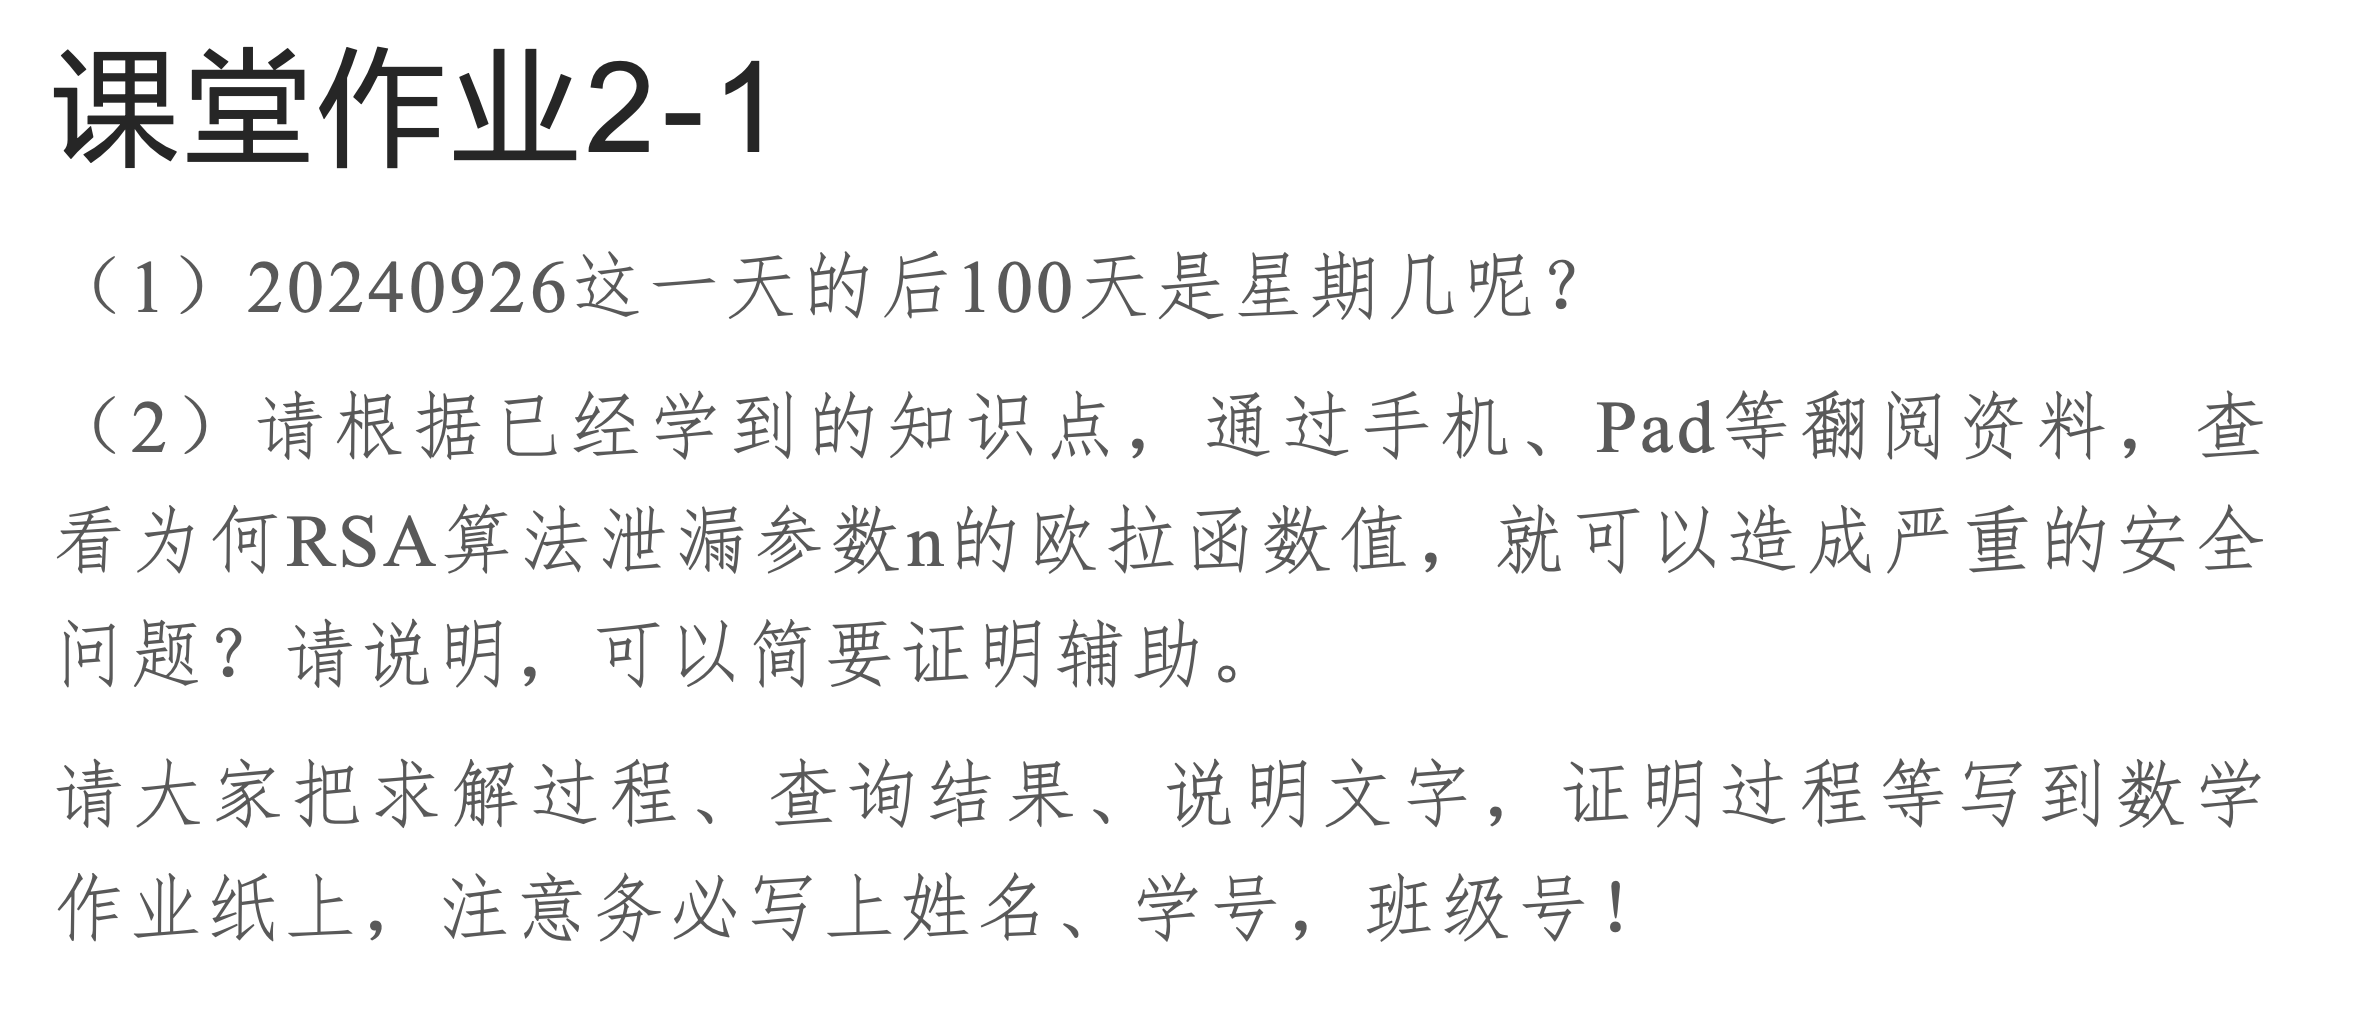 课堂作业2-1
（1）20240926这一天的后100天是星期几呢？
（2）请根据已经学到的知识点，通过手机、Pad等翻阅资料，查
看为何RSA算法泄漏参数n的欧拉函数值，就可以造成严重的安全
问题？请说明，可以简要证明辅助。
请大家把求解过程、查询结果、说明文字，证明过程等写到数学
作业纸上，注意务必写上姓名、学号，班级号！